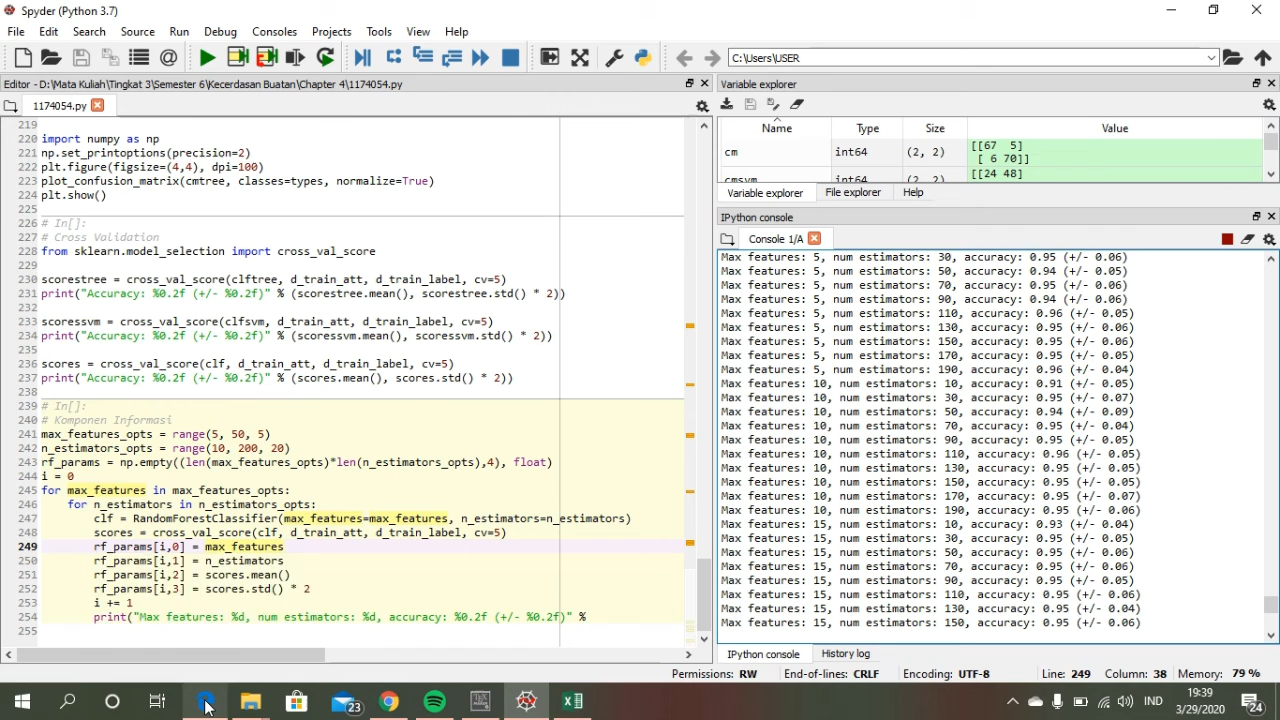 Spyder (Python 3.7)
File Edit Search Source Run Debug Consoles Projects Tools View Help
C:\Users\USER
Editor - D:\Mata Kuliah\Tingkat 3\Semester 6\Kecerdasan Buatan\Chapter 4\1174054.py
1174054.py
219
220 import numpy as np
221 np.set_printoptions(precision=2)
222 plt.figure(figsize=(4,4), dpi=100)
223 plot_confusion_matrix(cmtree, classes=types, normalize=True)
224 plt.show()
225
226 # In[]:
227 # Cross Validation
228 from sklearn.model_selection import cross_val_score
229
230 scorestree = cross_val_score(clftree, d_train_att, d_train_label, cv=5)
231 print("Accuracy: %0.2f (+/- %0.2f)" % (scorestree.mean(), scorestree.std() * 2))
232
233 scoressvm = cross_val_score(clfsvm, d_train_att, d_train_label, cv=5)
234 print("Accuracy: %0.2f (+/- %0.2f)" % (scoressvm.mean(), scoressvm.std() * 2))
235
236 scores = cross_val_score(clf, d_train_att, d_train_label, cv=5)
237 print("Accuracy: %0.2f (+/- %0.2f)" % (scores.mean(), scores.std() * 2))
238
239 # In[]:
240 # Komponen Informasi
241 max_features_opts = range(5, 50, 5)
242 n_estimators_opts = range(10, 200, 20)
243 rf_params = np.empty((len(max_features_opts)*len(n_estimators_opts),4), float)
244 i = 0
245 for max_features in max_features_opts:
246 for n_estimators in n_estimators_opts:
247 clf = RandomForestClassifier(max_features=max_features, n_estimators=n_estimators)
248 scores = cross_val_score(clf, d_train_att, d_train_label, cv=5)
249 rf_params[i,0] = max_features
250 rf_params[i,1] = n_estimators
251 rf_params[i,2] = scores.mean()
252 rf_params[i,3] = scores.std() * 2
253 i += 1
254 print("Max features: %d, num estimators: %d, accuracy: %0.2f (+/- %0.2f)" %
255
Variable explorer
Name Type Size Value
cm int64 (2, 2) [[67 5]
[ 6 70]]
cmsvm int64 (2, 2) [[24 48]
Variable explorer File explorer Help
IPython console
Console 1/A
Max features: 5, num estimators: 30, accuracy: 0.95 (+/- 0.06)
Max features: 5, num estimators: 50, accuracy: 0.94 (+/- 0.05)
Max features: 5, num estimators: 70, accuracy: 0.95 (+/- 0.06)
Max features: 5, num estimators: 90, accuracy: 0.94 (+/- 0.06)
Max features: 5, num estimators: 110, accuracy: 0.96 (+/- 0.05)
Max features: 5, num estimators: 130, accuracy: 0.95 (+/- 0.06)
Max features: 5, num estimators: 150, accuracy: 0.95 (+/- 0.06)
Max features: 5, num estimators: 170, accuracy: 0.95 (+/- 0.05)
Max features: 5, num estimators: 190, accuracy: 0.96 (+/- 0.04)
Max features: 10, num estimators: 10, accuracy: 0.91 (+/- 0.05)
Max features: 10, num estimators: 30, accuracy: 0.95 (+/- 0.07)
Max features: 10, num estimators: 50, accuracy: 0.94 (+/- 0.09)
Max features: 10, num estimators: 70, accuracy: 0.95 (+/- 0.04)
Max features: 10, num estimators: 90, accuracy: 0.95 (+/- 0.05)
Max features: 10, num estimators: 110, accuracy: 0.96 (+/- 0.05)
Max features: 10, num estimators: 130, accuracy: 0.95 (+/- 0.05)
Max features: 10, num estimators: 150, accuracy: 0.95 (+/- 0.05)
Max features: 10, num estimators: 170, accuracy: 0.95 (+/- 0.07)
Max features: 10, num estimators: 190, accuracy: 0.95 (+/- 0.06)
Max features: 15, num estimators: 10, accuracy: 0.93 (+/- 0.04)
Max features: 15, num estimators: 30, accuracy: 0.95 (+/- 0.05)
Max features: 15, num estimators: 50, accuracy: 0.95 (+/- 0.06)
Max features: 15, num estimators: 70, accuracy: 0.95 (+/- 0.06)
Max features: 15, num estimators: 90, accuracy: 0.95 (+/- 0.05)
Max features: 15, num estimators: 110, accuracy: 0.95 (+/- 0.06)
Max features: 15, num estimators: 130, accuracy: 0.95 (+/- 0.04)
Max features: 15, num estimators: 150, accuracy: 0.95 (+/- 0.06)
IPython console History log
Permissions: RW End-of-lines: CRLF Encoding: UTF-8 Line: 249 Column: 38 Memory: 79 %
23
IND
19:39
3/29/2020
24